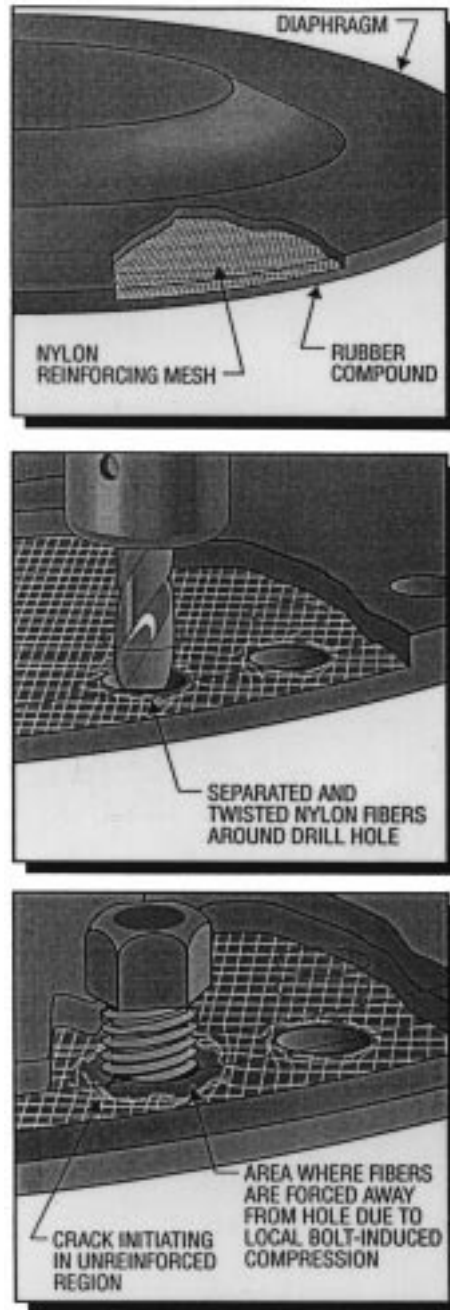 DIAPHRAGM
NYLON
REINFORCING MESH
RUBBER
COMPOUND
SEPARATED AND
TWISTED NYLON FIBERS
AROUND DRILL HOLE
AREA WHERE FIBERS
ARE FORCED AWAY
FROM HOLE DUE TO
LOCAL BOLT-INDUCED
COMPRESSION
CRACK INITIATING
IN UNREINFORCED
REGION